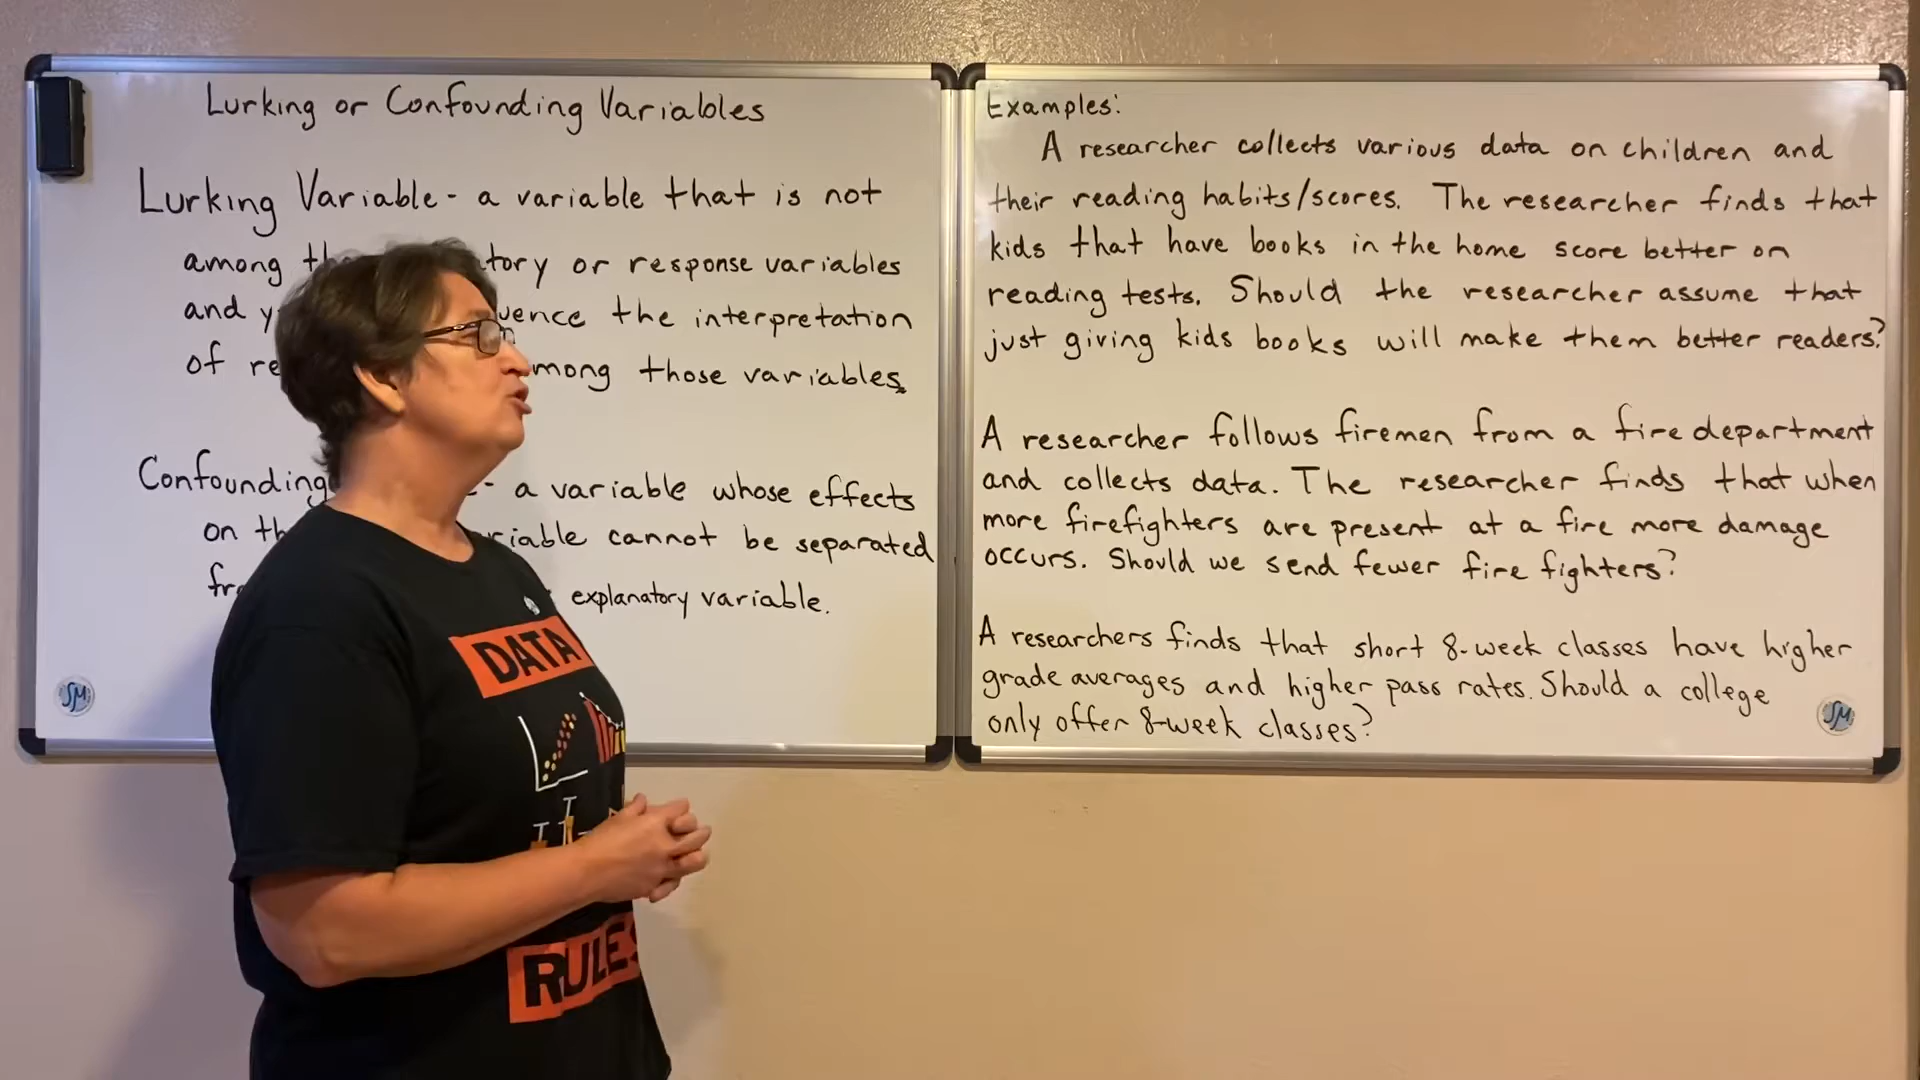 Lurking or Confounding Variables
Lurking Variable - a variable that is not
among tory or response variables
and uence the interpretation
of re mong those variables.
Confounding - a variable whose effects
on th riable cannot be separated
fr explanatory variable.
SM
Examples:
A researcher collects various data on children and
their reading habits/scores. The researcher finds that
kids that have books in the home score better on
reading tests. Should the researcher assume that
just giving kids books will make them better readers?
A researcher follows firemen from a fire department
and collects data. The researcher finds that when
more firefighters are present at a fire more damage
occurs. Should we send fewer fire fighters?
A researchers finds that short 8-week classes have higher
grade averages and higher pass rates. Should a college
only offer 8-week classes?
SM
DATA
RULES